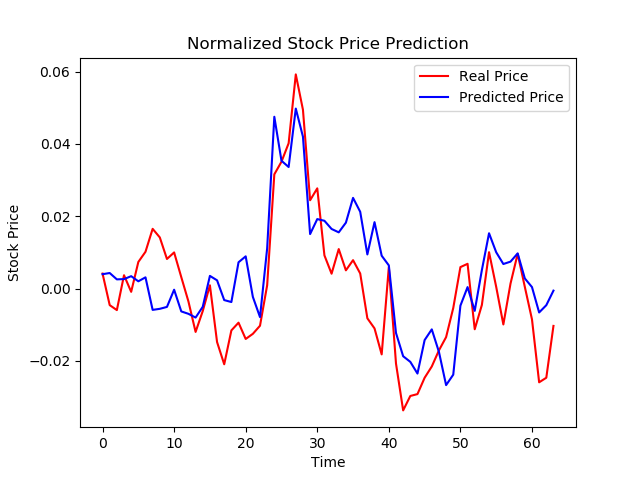 Normalized Stock Price Prediction
Real Price
Predicted Price
Stock Price
0.06
0.04
0.02
0.00
−0.02
0
10
20
30
40
50
60
Time